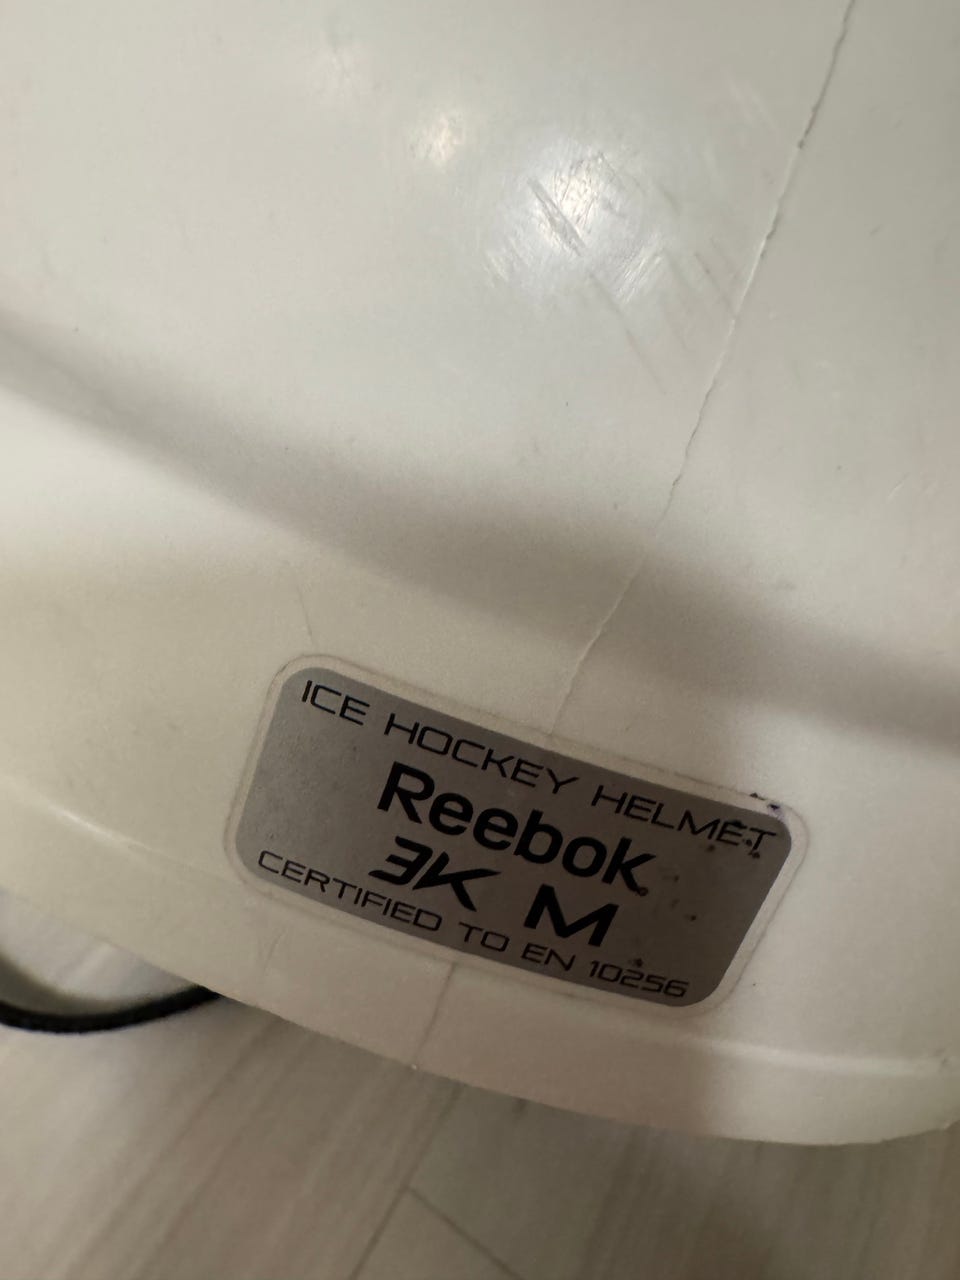 ICE HOCKEY HELMET
Reebok
3K M
CERTIFIED TO EN 10256